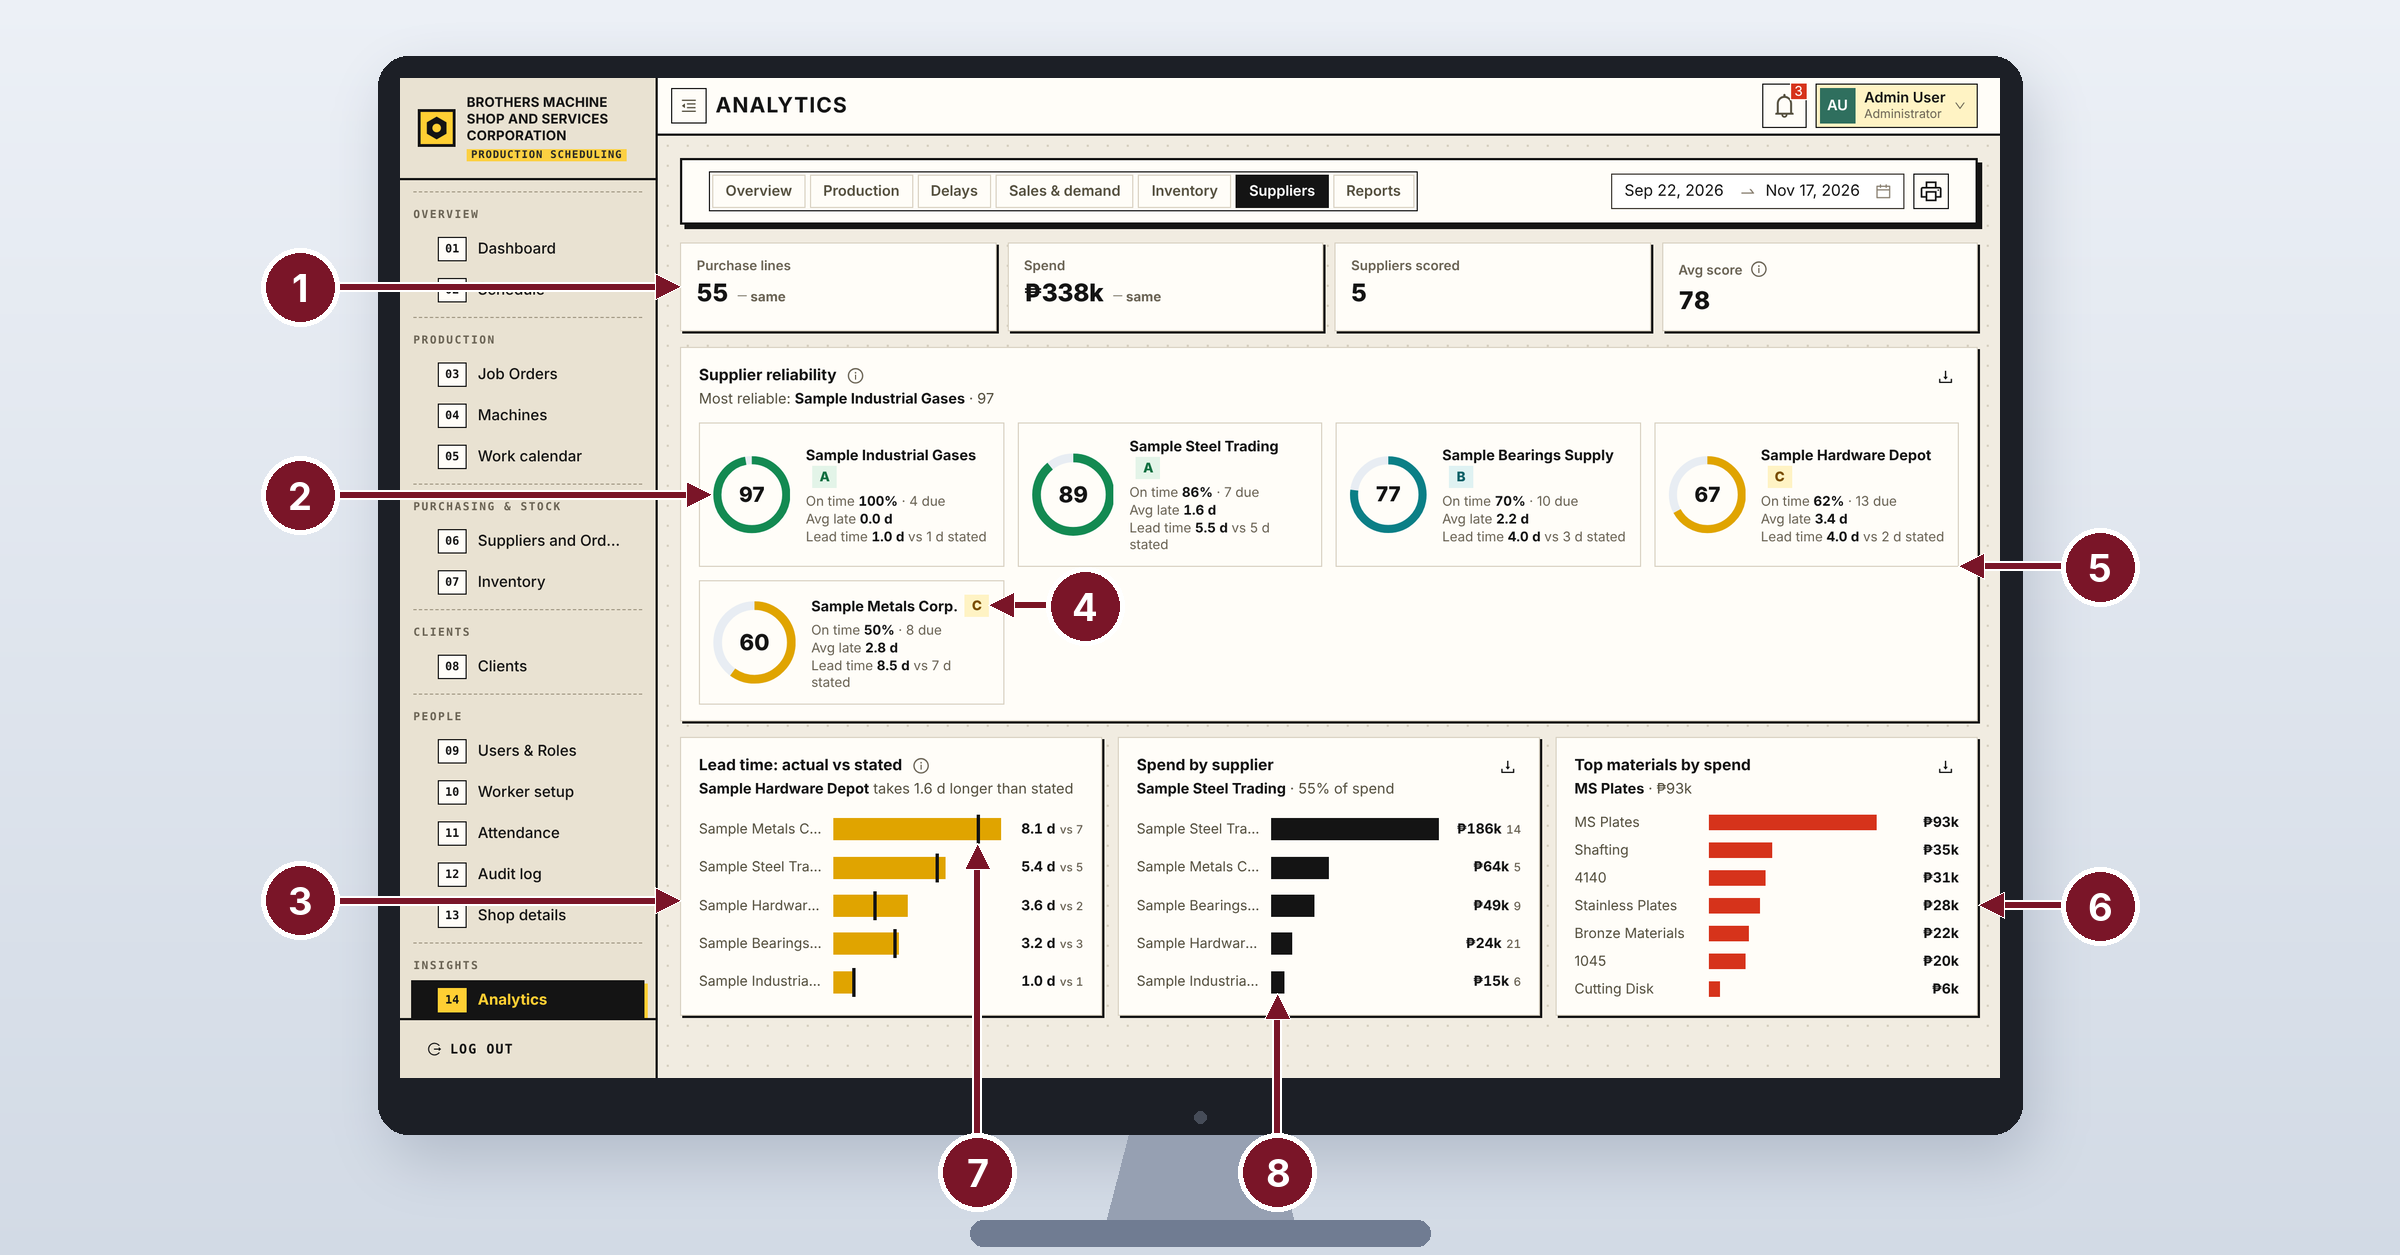 BROTHERS MACHINE
SHOP AND SERVICES
CORPORATION
PRODUCTION SCHEDULING
ANALYTICS
3
AU
Admin User
Administrator
OVERVIEW
01 Dashboard
02 Schedule
PRODUCTION
03 Job Orders
04 Machines
05 Work calendar
PURCHASING & STOCK
06 Suppliers and Ord...
07 Inventory
CLIENTS
08 Clients
PEOPLE
09 Users & Roles
10 Worker setup
11 Attendance
12 Audit log
13 Shop details
INSIGHTS
14 Analytics
LOG OUT
Overview Production Delays Sales & demand Inventory Suppliers Reports
Sep 22, 2026 → Nov 17, 2026
Purchase lines
55 – same
Spend
₱338k – same
Suppliers scored
5
Avg score
78
Supplier reliability
Most reliable: Sample Industrial Gases · 97
97
Sample Industrial Gases
A
On time 100% · 4 due
Avg late 0.0 d
Lead time 1.0 d vs 1 d stated
89
Sample Steel Trading
A
On time 86% · 7 due
Avg late 1.6 d
Lead time 5.5 d vs 5 d
stated
77
Sample Bearings Supply
B
On time 70% · 10 due
Avg late 2.2 d
Lead time 4.0 d vs 3 d stated
67
Sample Hardware Depot
C
On time 62% · 13 due
Avg late 3.4 d
Lead time 4.0 d vs 2 d stated
60
Sample Metals Corp. C
On time 50% · 8 due
Avg late 2.8 d
Lead time 8.5 d vs 7 d
stated
Lead time: actual vs stated
Sample Hardware Depot takes 1.6 d longer than stated
Sample Metals C... 8.1 d vs 7
Sample Steel Tra... 5.4 d vs 5
Sample Hardwar... 3.6 d vs 2
Sample Bearings... 3.2 d vs 3
Sample Industria... 1.0 d vs 1
Spend by supplier
Sample Steel Trading · 55% of spend
Sample Steel Tra... ₱186k 14
Sample Metals C... ₱64k 5
Sample Bearings... ₱49k 9
Sample Hardwar... ₱24k 21
Sample Industria... ₱15k 6
Top materials by spend
MS Plates · ₱93k
MS Plates ₱93k
Shafting ₱35k
4140 ₱31k
Stainless Plates ₱28k
Bronze Materials ₱22k
1045 ₱20k
Cutting Disk ₱6k
1
2
3
4
5
6
7
8